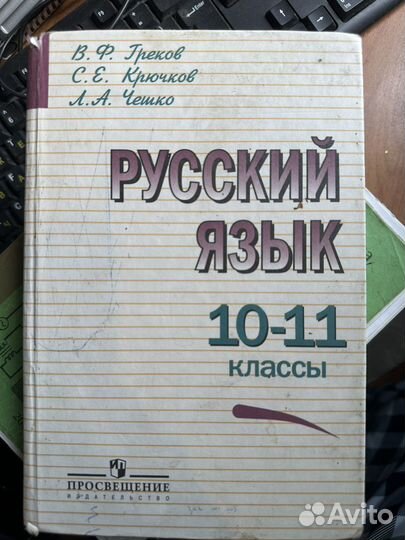 В. Ф. Греков
С. Е. Крючков
Л. А. Чешко
РУССКИЙ
ЯЗЫК
10-11
КЛАССЫ
ПРОСВЕЩЕНИЕ
ИЗДАТЕЛЬСТВО
Avito